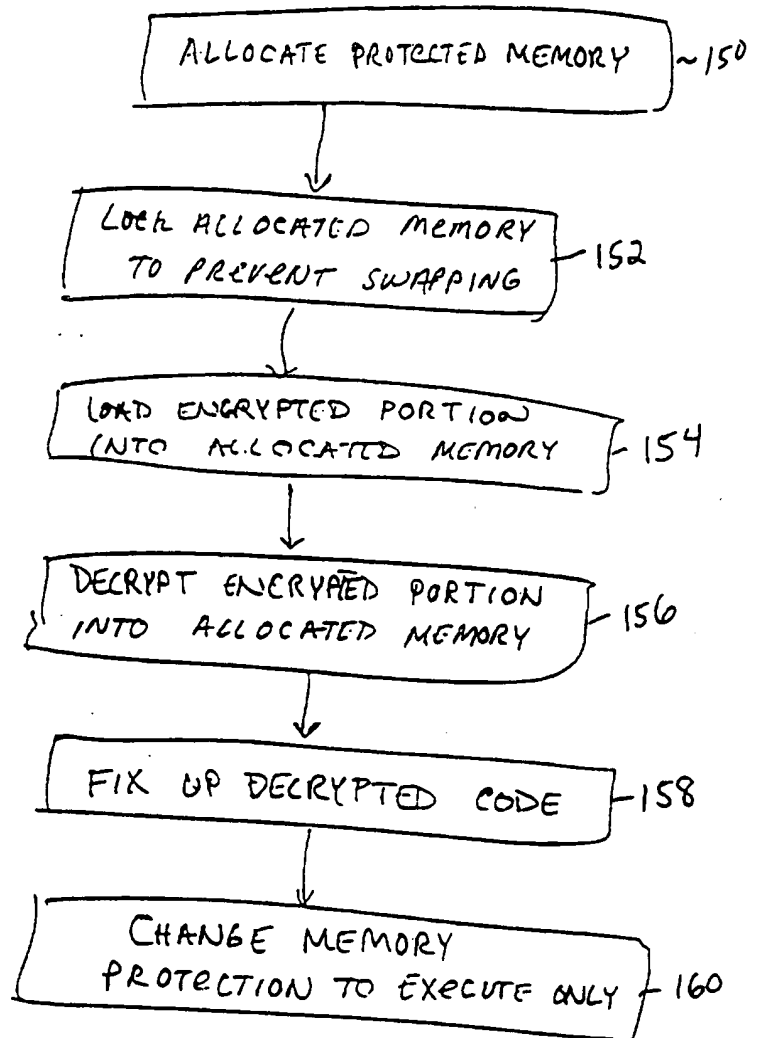 ALLOCATE PROTECTED MEMORY ~150
LOCK ALLOCATED MEMORY
TO PREVENT SWAPPING 152
LOAD ENCRYPTED PORTION
INTO ALLOCATED MEMORY 154
DECRYPT ENCRYPTED PORTION
INTO ALLOCATED MEMORY 156
FIX UP DECRYPTED CODE 158
CHANGE MEMORY
PROTECTION TO EXECUTE ONLY 160